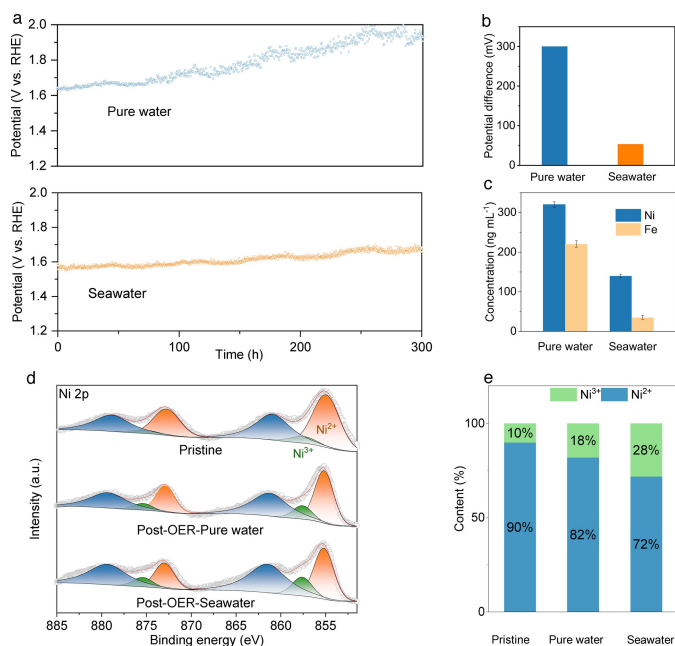 a
Potential (V vs. RHE)
2.0
1.8
1.6
1.4
1.2
Pure water
Potential (V vs. RHE)
2.0
1.8
1.6
1.4
1.2
Seawater
0
100
200
300
Time (h)
b
Potential difference (mV)
300
200
100
0
Pure water
Seawater
c
Concentration (ng mL⁻¹)
300
150
0
Ni
Fe
Pure water
Seawater
d
Ni 2p
Intensity (a.u.)
Ni²⁺
Ni³⁺
Pristine
Post-OER-Pure water
Post-OER-Seawater
885
880
875
870
865
860
855
Binding energy (eV)
e
Ni³⁺
Ni²⁺
Content (%)
100
50
0
10%
18%
28%
90%
82%
72%
Pristine
Pure water
Seawater